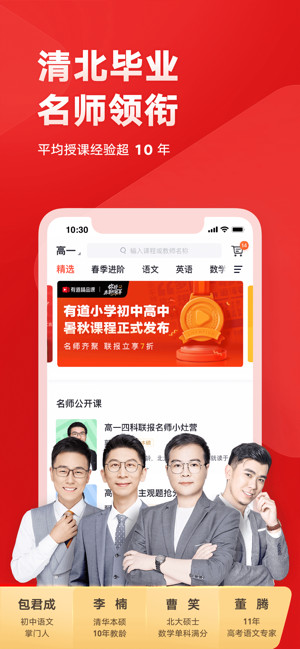 清北毕业
名师领衔
平均授课经验超 10 年
10:30
高一
输入课程或教师名称
精选 春季进阶 语文 英语 数学
有道精品课
有道小学初中高中
暑秋课程正式发布
名师齐聚 联报立享7折
名师公开课
高一四科联报名师小灶营
主观题抢分
包君成
初中语文
掌门人
李楠
清华本硕
10年教龄
曹笑
北大硕士
数学单科满分
董腾
11年
高考语文专家